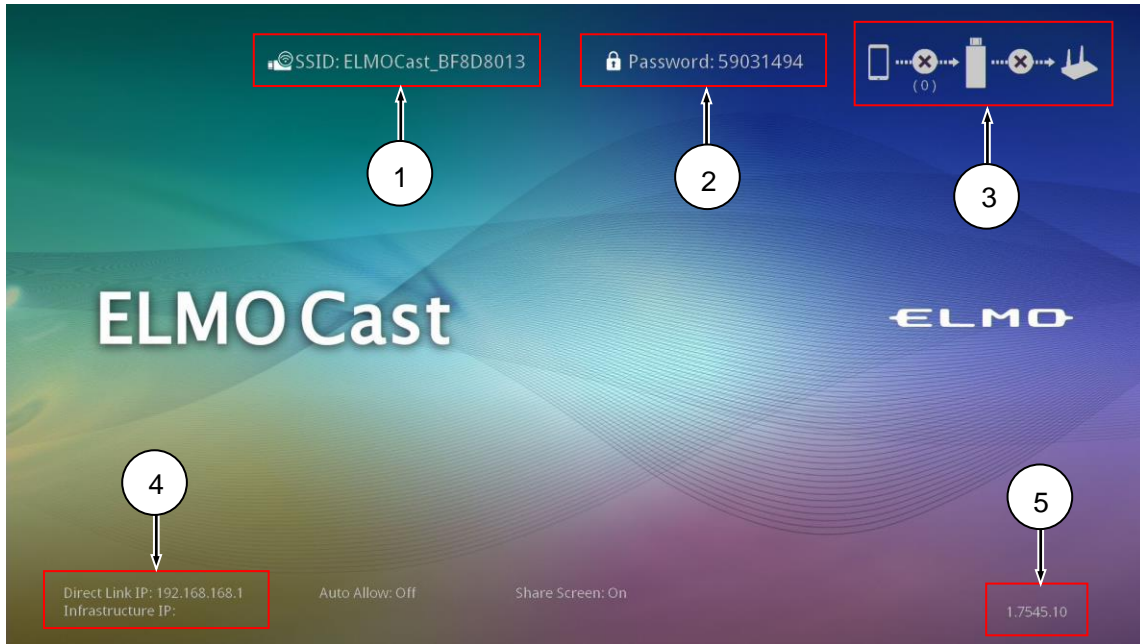 SSID: ELMOCast_BF8D8013
Password: 59031494
(0)
1
2
3
ELMO Cast
ELMO
4
5
Direct Link IP: 192.168.168.1
Infrastructure IP:
Auto Allow: Off
Share Screen: On
1.7545.10